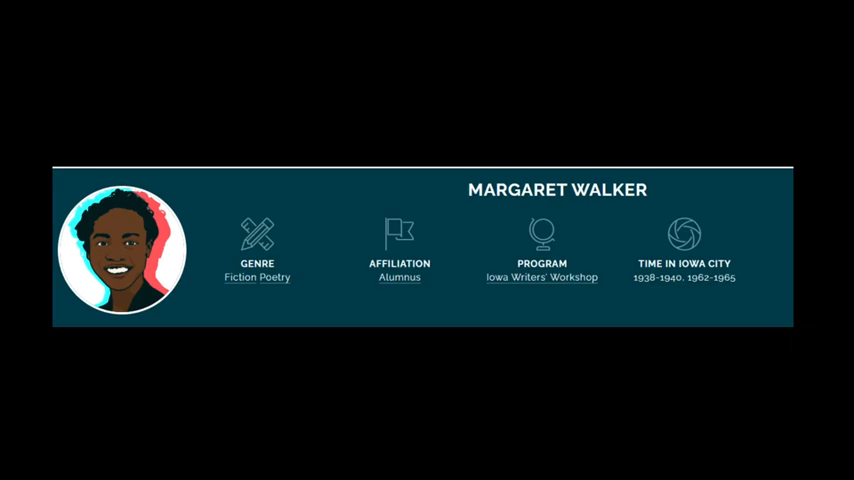 MARGARET WALKER
GENRE
Fiction Poetry
AFFILIATION
Alumnus
PROGRAM
Iowa Writers' Workshop
TIME IN IOWA CITY
1938-1940, 1962-1965